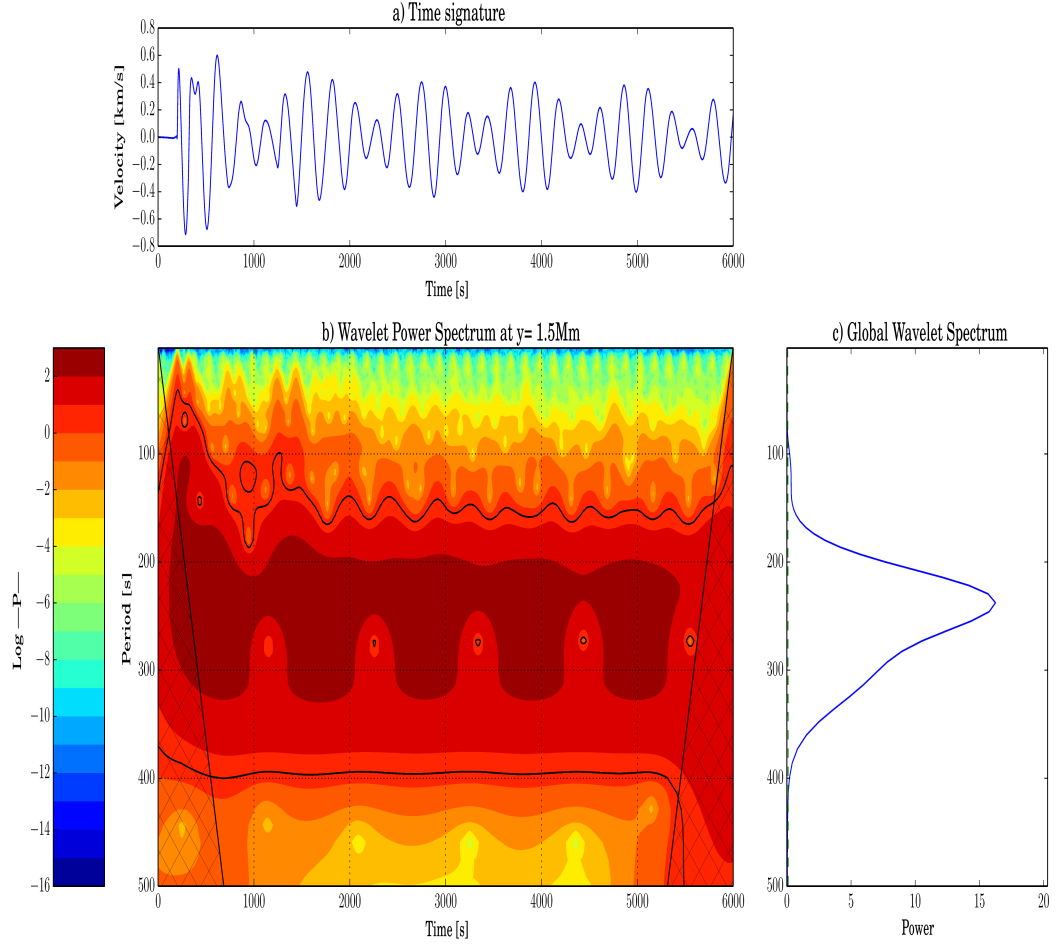 a) Time signature
0.8
0.6
0.4
0.2
0.0
−0.2
−0.4
−0.6
−0.8
Velocity [km/s]
0 1000 2000 3000 4000 5000 6000
Time [s]
b) Wavelet Power Spectrum at y= 1.5Mm
c) Global Wavelet Spectrum
2
0
−2
−4
−6
−8
−10
−12
−14
−16
Log —P—
100
200
300
400
500
Period [s]
0 1000 2000 3000 4000 5000 6000
Time [s]
100
200
300
400
500
0 5 10 15 20
Power